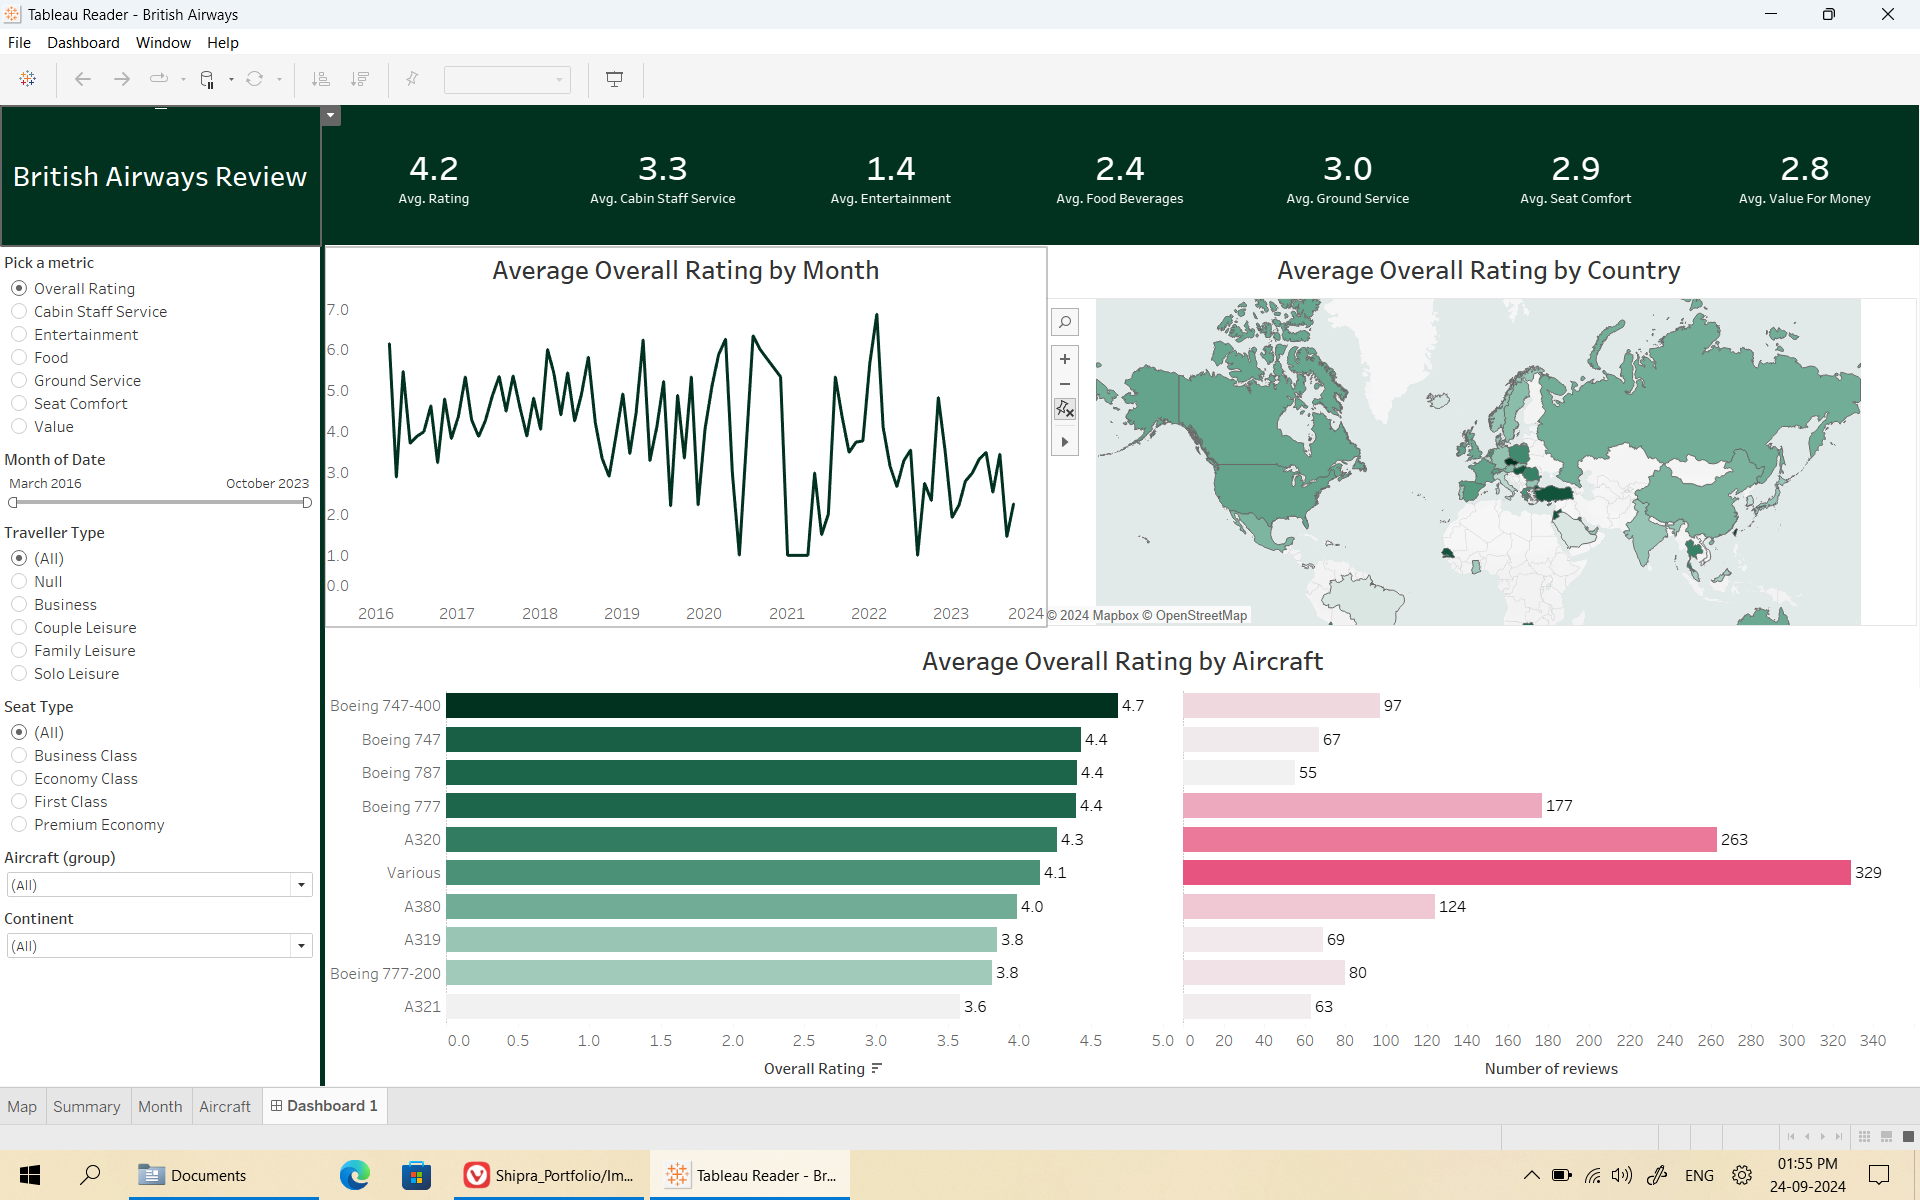 Tableau Reader - British Airways
File Dashboard Window Help
British Airways Review
4.2
Avg. Rating
3.3
Avg. Cabin Staff Service
1.4
Avg. Entertainment
2.4
Avg. Food Beverages
3.0
Avg. Ground Service
2.9
Avg. Seat Comfort
2.8
Avg. Value For Money
Pick a metric
Overall Rating
Cabin Staff Service
Entertainment
Food
Ground Service
Seat Comfort
Value
Month of Date
March 2016 October 2023
Traveller Type
(All)
Null
Business
Couple Leisure
Family Leisure
Solo Leisure
Seat Type
(All)
Business Class
Economy Class
First Class
Premium Economy
Aircraft (group)
(All)
Continent
(All)
Average Overall Rating by Month
7.0
6.0
5.0
4.0
3.0
2.0
1.0
0.0
2016 2017 2018 2019 2020 2021 2022 2023 2024
Average Overall Rating by Country
© 2024 Mapbox © OpenStreetMap
Average Overall Rating by Aircraft
Boeing 747-400 4.7 97
Boeing 747 4.4 67
Boeing 787 4.4 55
Boeing 777 4.4 177
A320 4.3 263
Various 4.1 329
A380 4.0 124
A319 3.8 69
Boeing 777-200 3.8 80
A321 3.6 63
0.0 0.5 1.0 1.5 2.0 2.5 3.0 3.5 4.0 4.5 5.0
0 20 40 60 80 100 120 140 160 180 200 220 240 260 280 300 320 340
Overall Rating
Number of reviews
Map Summary Month Aircraft Dashboard 1
Documents
Shipra_Portfolio/Im...
Tableau Reader - Br...
ENG
01:55 PM
24-09-2024